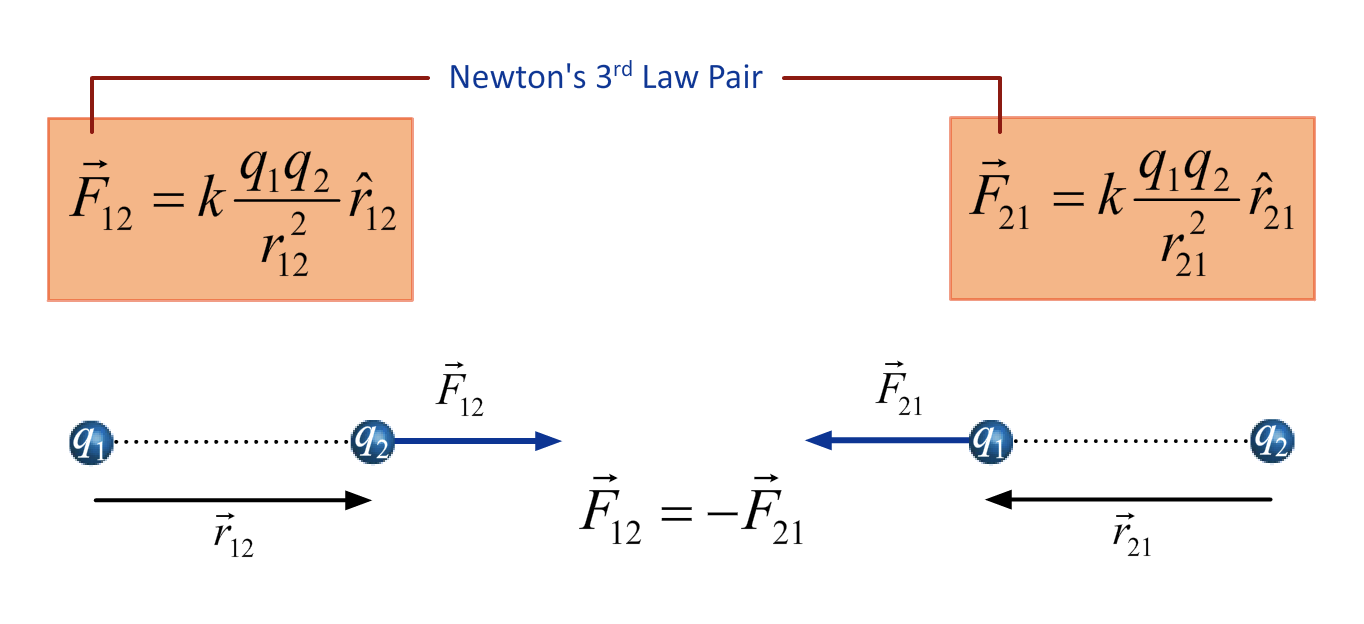 Newton's 3rd Law Pair
$\vec{F}_{12} = k \frac{q_1 q_2}{r_{12}^2} \hat{r}_{12}$
$\vec{F}_{21} = k \frac{q_1 q_2}{r_{21}^2} \hat{r}_{21}$
$\vec{F}_{12}$
$\vec{F}_{21}$
$q_1$
$q_2$
$q_1$
$q_2$
$\vec{F}_{12} = -\vec{F}_{21}$
$\vec{r}_{12}$
$\vec{r}_{21}$